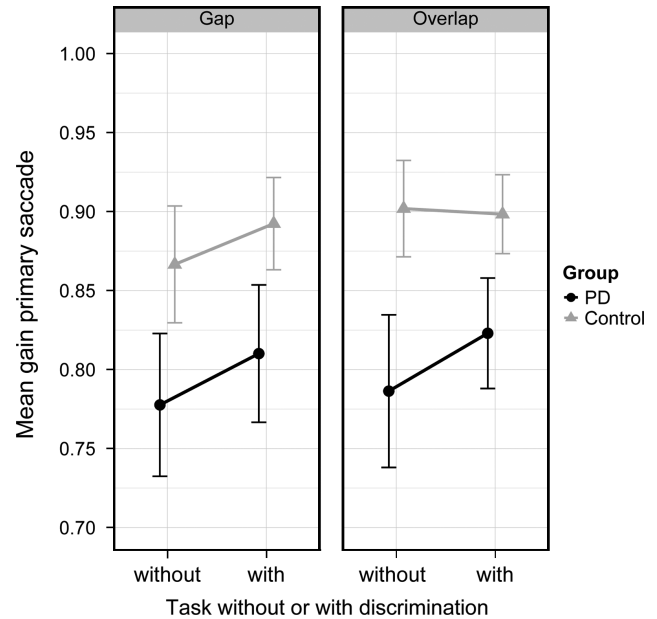 Gap
Overlap
Mean gain primary saccade
1.00
0.95
0.90
0.85
0.80
0.75
0.70
without
with
without
with
Task without or with discrimination
Group
PD
Control